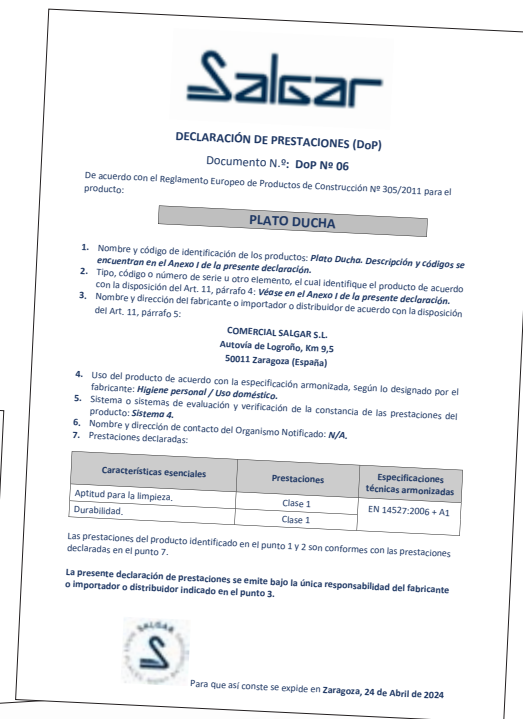 Salgar
DECLARACIÓN DE PRESTACIONES (DoP)
Documento N.º: DoP Nº 06
De acuerdo con el Reglamento Europeo de Productos de Construcción Nº 305/2011 para el
producto:
PLATO DUCHA
1. Nombre y código de identificación de los productos: Plato Ducha. Descripción y códigos se
encuentran en el Anexo I de la presente declaración.
2. Tipo, código o número de serie u otro elemento, el cual identifique el producto de acuerdo
con la disposición del Art. 11, párrafo 4: Véase en el Anexo I de la presente declaración.
3. Nombre y dirección del fabricante o importador o distribuidor de acuerdo con la disposición
del Art. 11, párrafo 5:
COMERCIAL SALGAR S.L.
Autovía de Logroño, Km 9,5
50011 Zaragoza (España)
4. Uso del producto de acuerdo con la especificación armonizada, según lo designado por el
fabricante: Higiene personal / Uso doméstico.
5. Sistema o sistemas de evaluación y verificación de la constancia de las prestaciones del
producto: Sistema 4.
6. Nombre y dirección de contacto del Organismo Notificado: N/A.
7. Prestaciones declaradas:
Características esenciales Prestaciones Especificaciones
técnicas armonizadas
Aptitud para la limpieza. Clase 1 EN 14527:2006 + A1
Durabilidad. Clase 1
Las prestaciones del producto identificado en el punto 1 y 2 son conformes con las prestaciones
declaradas en el punto 7.
La presente declaración de prestaciones se emite bajo la única responsabilidad del fabricante
o importador o distribuidor indicado en el punto 3.
SALGAR
Para que así conste se expide en Zaragoza, 24 de Abril de 2024